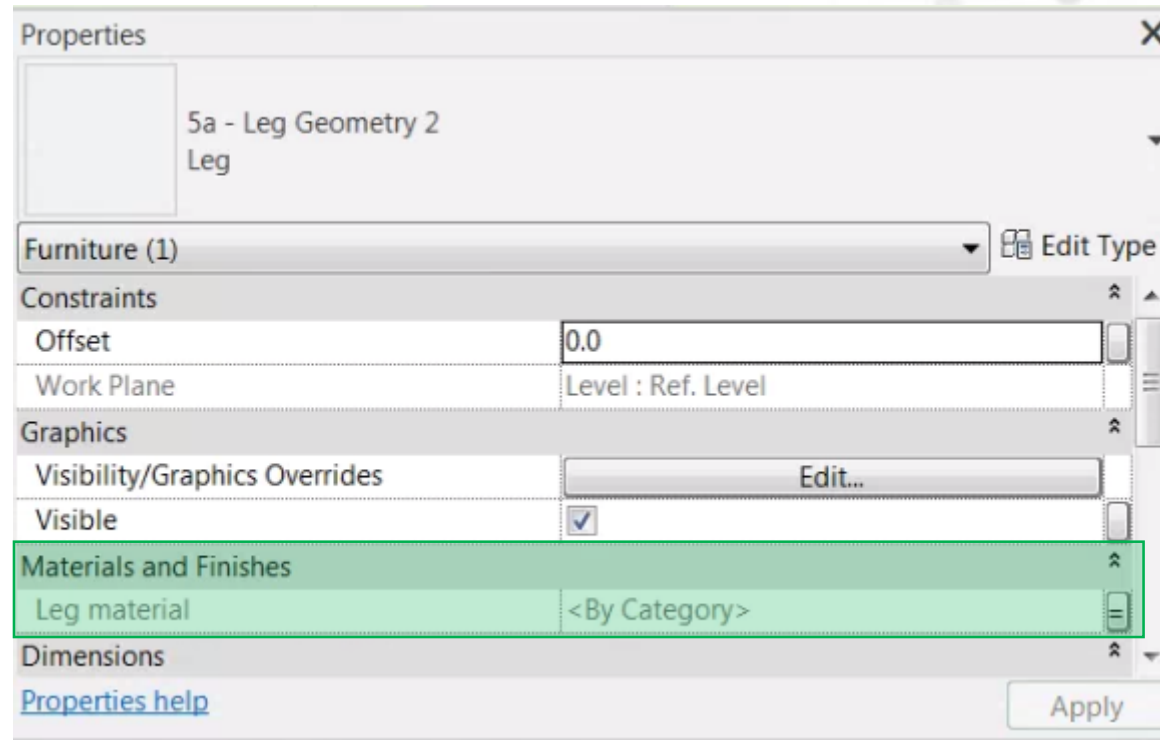 Properties
5a - Leg Geometry 2
Leg
Furniture (1) Edit Type
Constraints
Offset 0.0
Work Plane Level : Ref. Level
Graphics
Visibility/Graphics Overrides Edit...
Visible
Materials and Finishes
Leg material <By Category> =
Dimensions
Properties help Apply